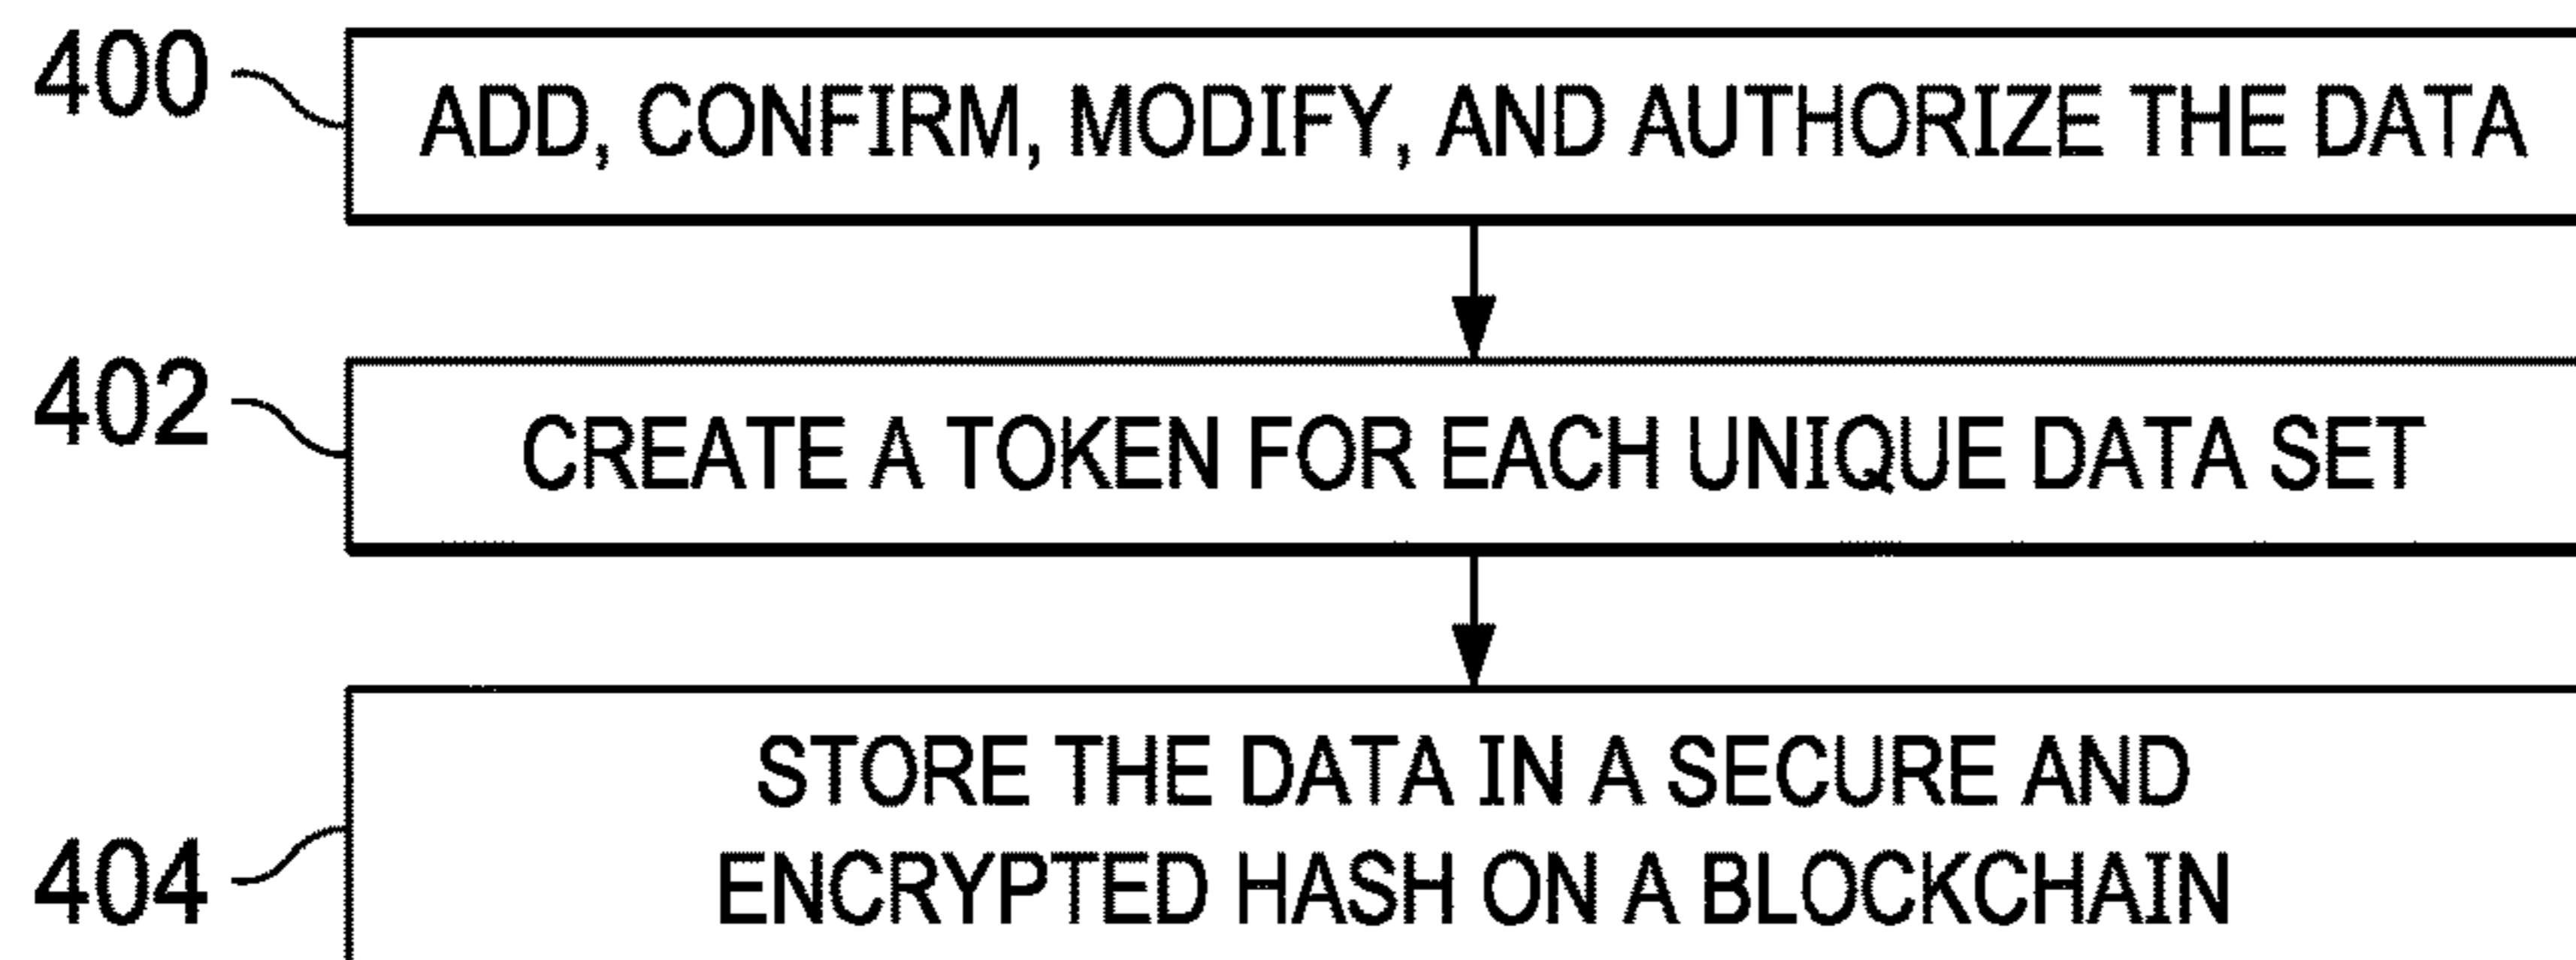 400
ADD, CONFIRM, MODIFY, AND AUTHORIZE THE DATA
402
CREATE A TOKEN FOR EACH UNIQUE DATA SET
STORE THE DATA IN A SECURE AND
404
ENCRYPTED HASH ON A BLOCKCHAIN